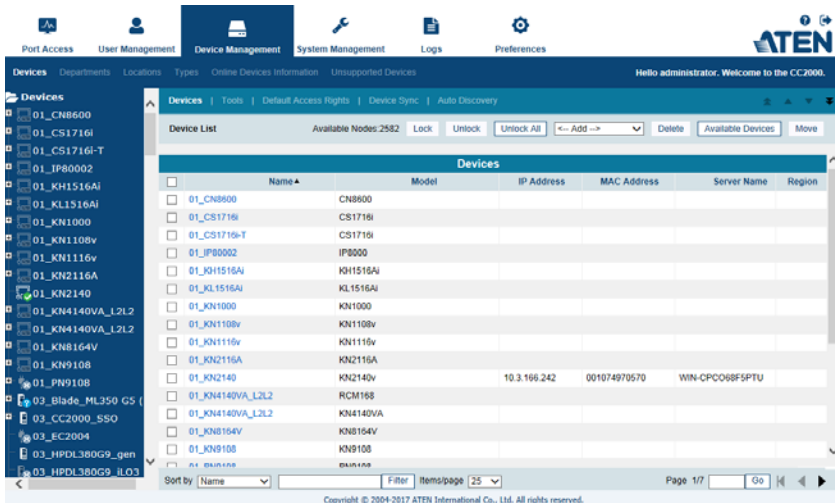 ATEN
Port Access User Management Device Management System Management Logs Preferences
Devices Departments Locations Types Online Devices Information Unsupported Devices Hello administrator. Welcome to the CC2000.
Devices
01_CN8600
01_CS1716i
01_CS1716i-T
01_IP80002
01_KH1516Ai
01_KL1516Ai
01_KN1000
01_KN1108v
01_KN1116v
01_KN2116A
01_KN2140
01_KN4140VA_L2L2
01_KN4140VA_L2L2
01_KN8164V
01_KN9108
01_PN9108
03_Blade_ML350 G5 (
03_CC2000_SSO
03_EC2004
03_HPDL380G9_gen
03_HPDL380G9_iLO3
Devices | Tools | Default Access Rights | Device Sync | Auto Discovery
Device List Available Nodes:2582 Lock Unlock Unlock All <-- Add --> Delete Available Devices Move
Devices
Name Model IP Address MAC Address Server Name Region
01_CN8600 CN8600
01_CS1716i CS1716i
01_CS1716i-T CS1716i
01_IP80002 IP8000
01_KH1516Ai KH1516Ai
01_KL1516Ai KL1516Ai
01_KN1000 KN1000
01_KN1108v KN1108v
01_KN1116v KN1116v
01_KN2116A KN2116A
01_KN2140 KN2140v 10.3.166.242 001074970570 WIN-CPCO68F5PTU
01_KN4140VA_L2L2 RCM168
01_KN4140VA_L2L2 KN4140VA
01_KN8164V KN8164V
01_KN9108 KN9108
01_PN9108 PN9108
Sort by Name Filter Items/page 25 Page 1/7 Go
Copyright © 2004-2017 ATEN International Co., Ltd. All rights reserved.